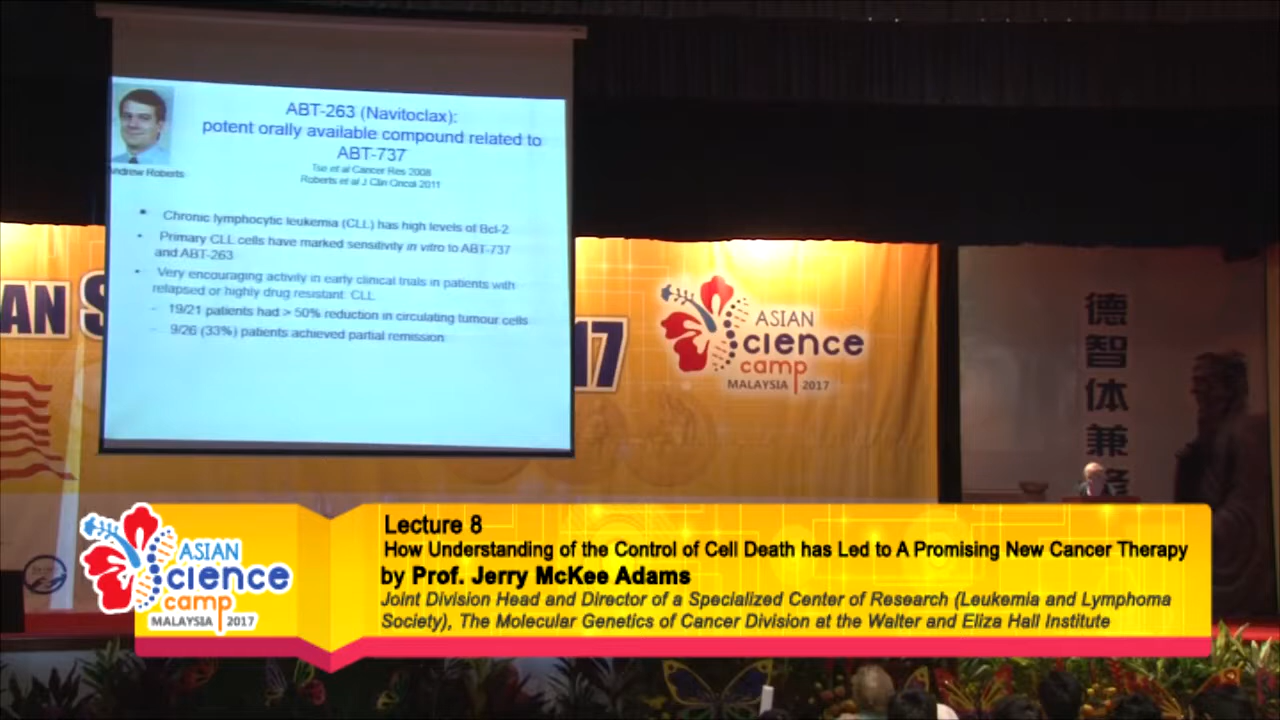 ABT-263 (Navitoclax):
potent orally available compound related to
ABT-737
Tse et al Cancer Res 2008
Roberts et al J Clin Oncol 2011
ndrew Roberts
• Chronic lymphocytic leukemia (CLL) has high levels of Bcl-2
• Primary CLL cells have marked sensitivity in vitro to ABT-737
and ABT-263
• Very encouraging activity in early clinical trials in patients with
relapsed or highly drug resistant CLL
– 19/21 patients had > 50% reduction in circulating tumour cells
– 9/26 (33%) patients achieved partial remission
AN S
17
ASIAN
science
camp
MALAYSIA 2017
德
智
体
兼
Lecture 8
How Understanding of the Control of Cell Death has Led to A Promising New Cancer Therapy
by Prof. Jerry McKee Adams
Joint Division Head and Director of a Specialized Center of Research (Leukemia and Lymphoma
Society), The Molecular Genetics of Cancer Division at the Walter and Eliza Hall Institute
ASIAN
science
camp
MALAYSIA 2017